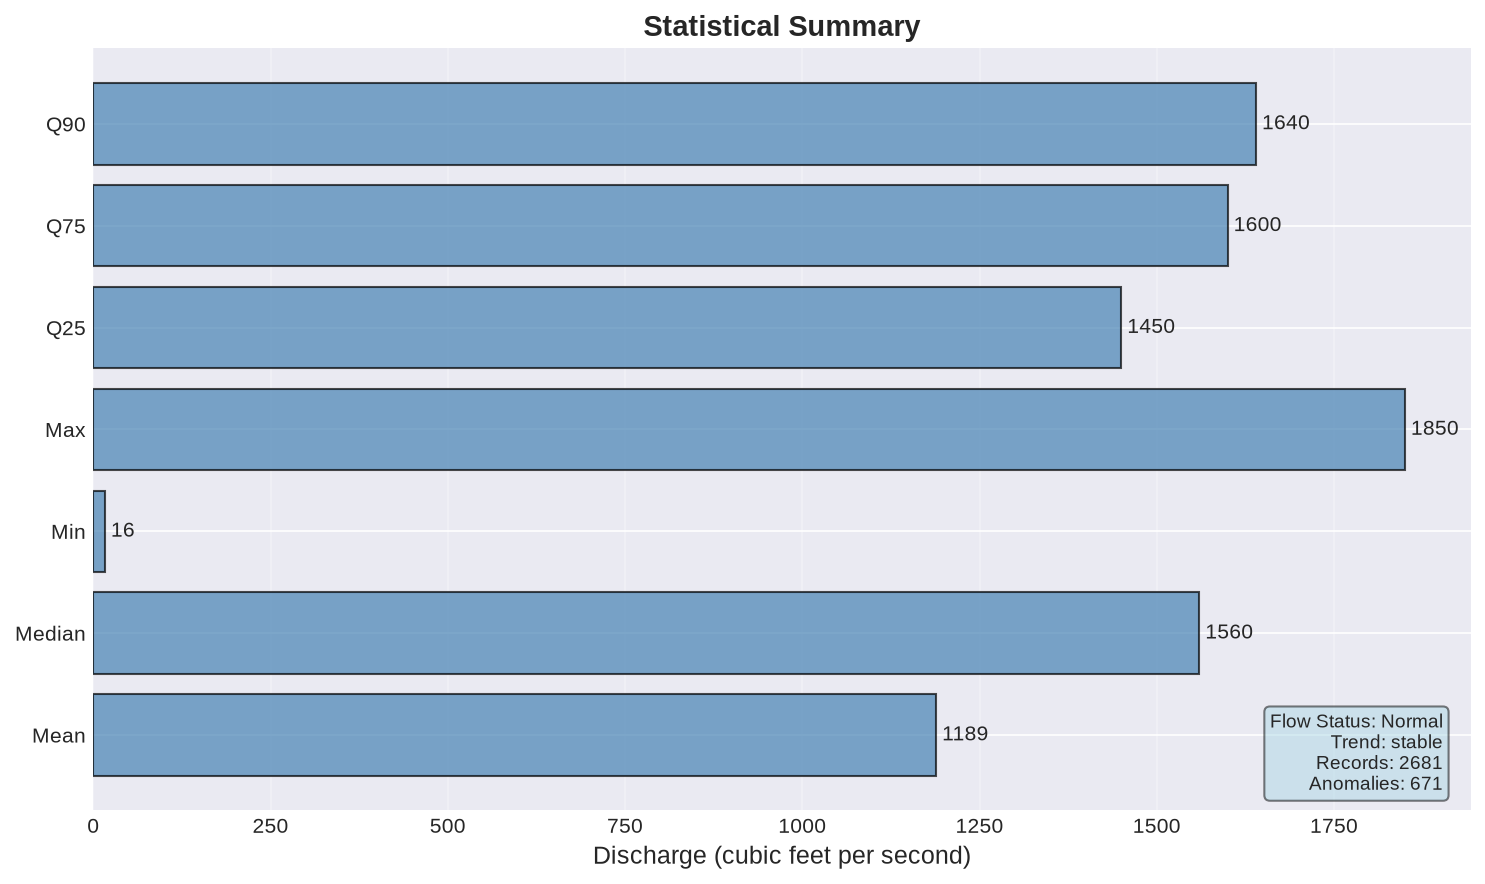 Statistical Summary
Q90
1640
Q75
1600
Q25
1450
Max
1850
Min
16
Median
1560
Mean
1189
Flow Status: Normal
Trend: stable
Records: 2681
Anomalies: 671
0 250 500 750 1000 1250 1500 1750
Discharge (cubic feet per second)